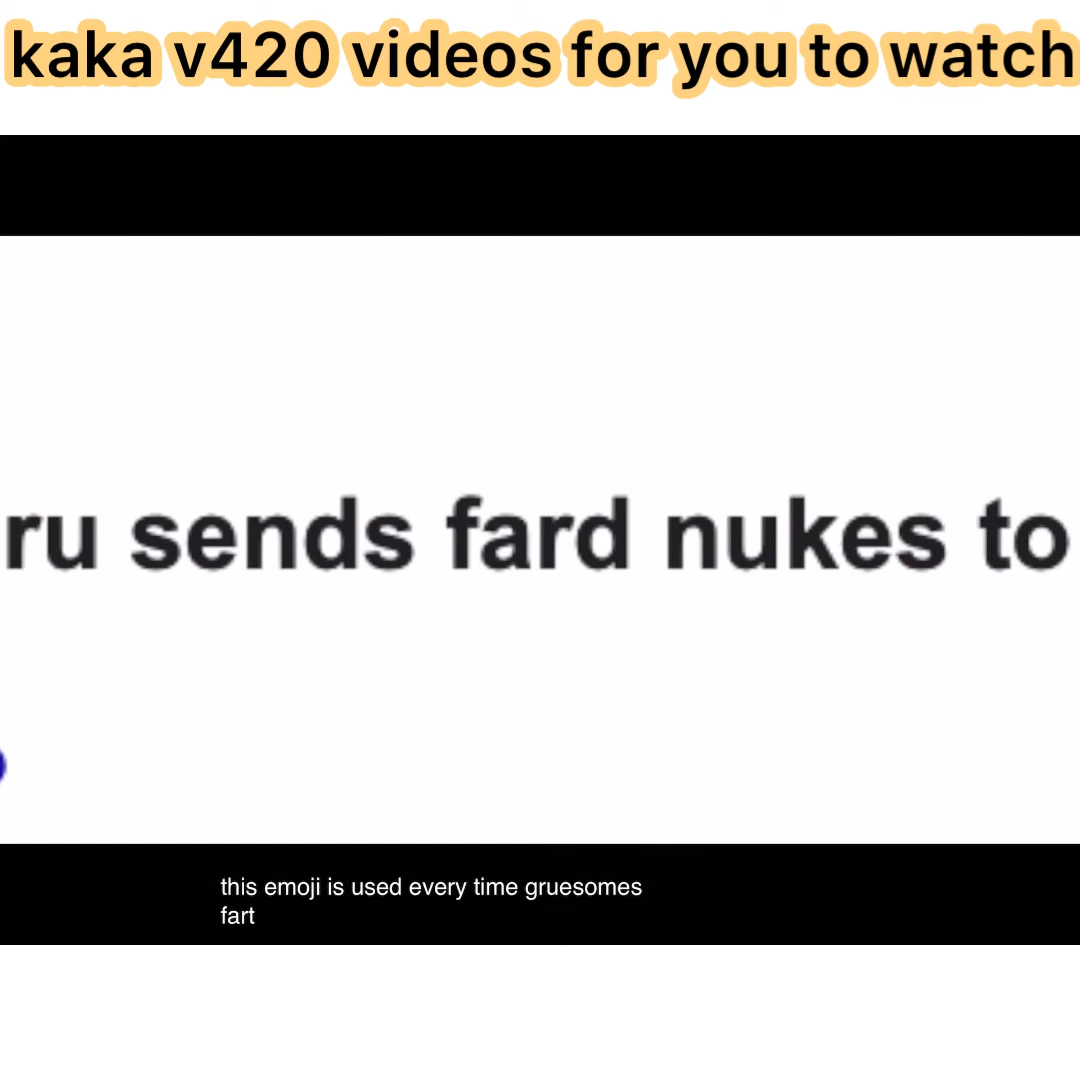 kaka v420 videos for you to watch
ru sends fard nukes to
this emoji is used every time gruesomes
fart